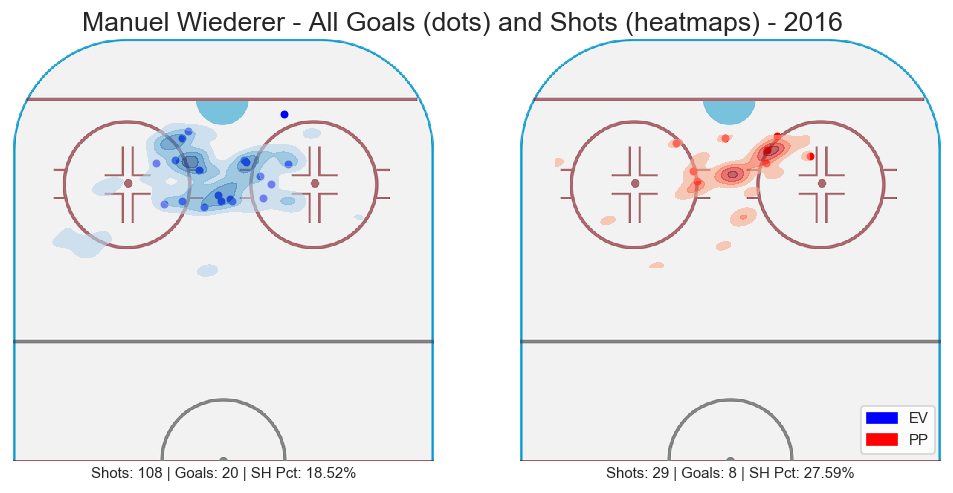 Manuel Wiederer - All Goals (dots) and Shots (heatmaps) - 2016
EV
PP
Shots: 108 | Goals: 20 | SH Pct: 18.52%
Shots: 29 | Goals: 8 | SH Pct: 27.59%